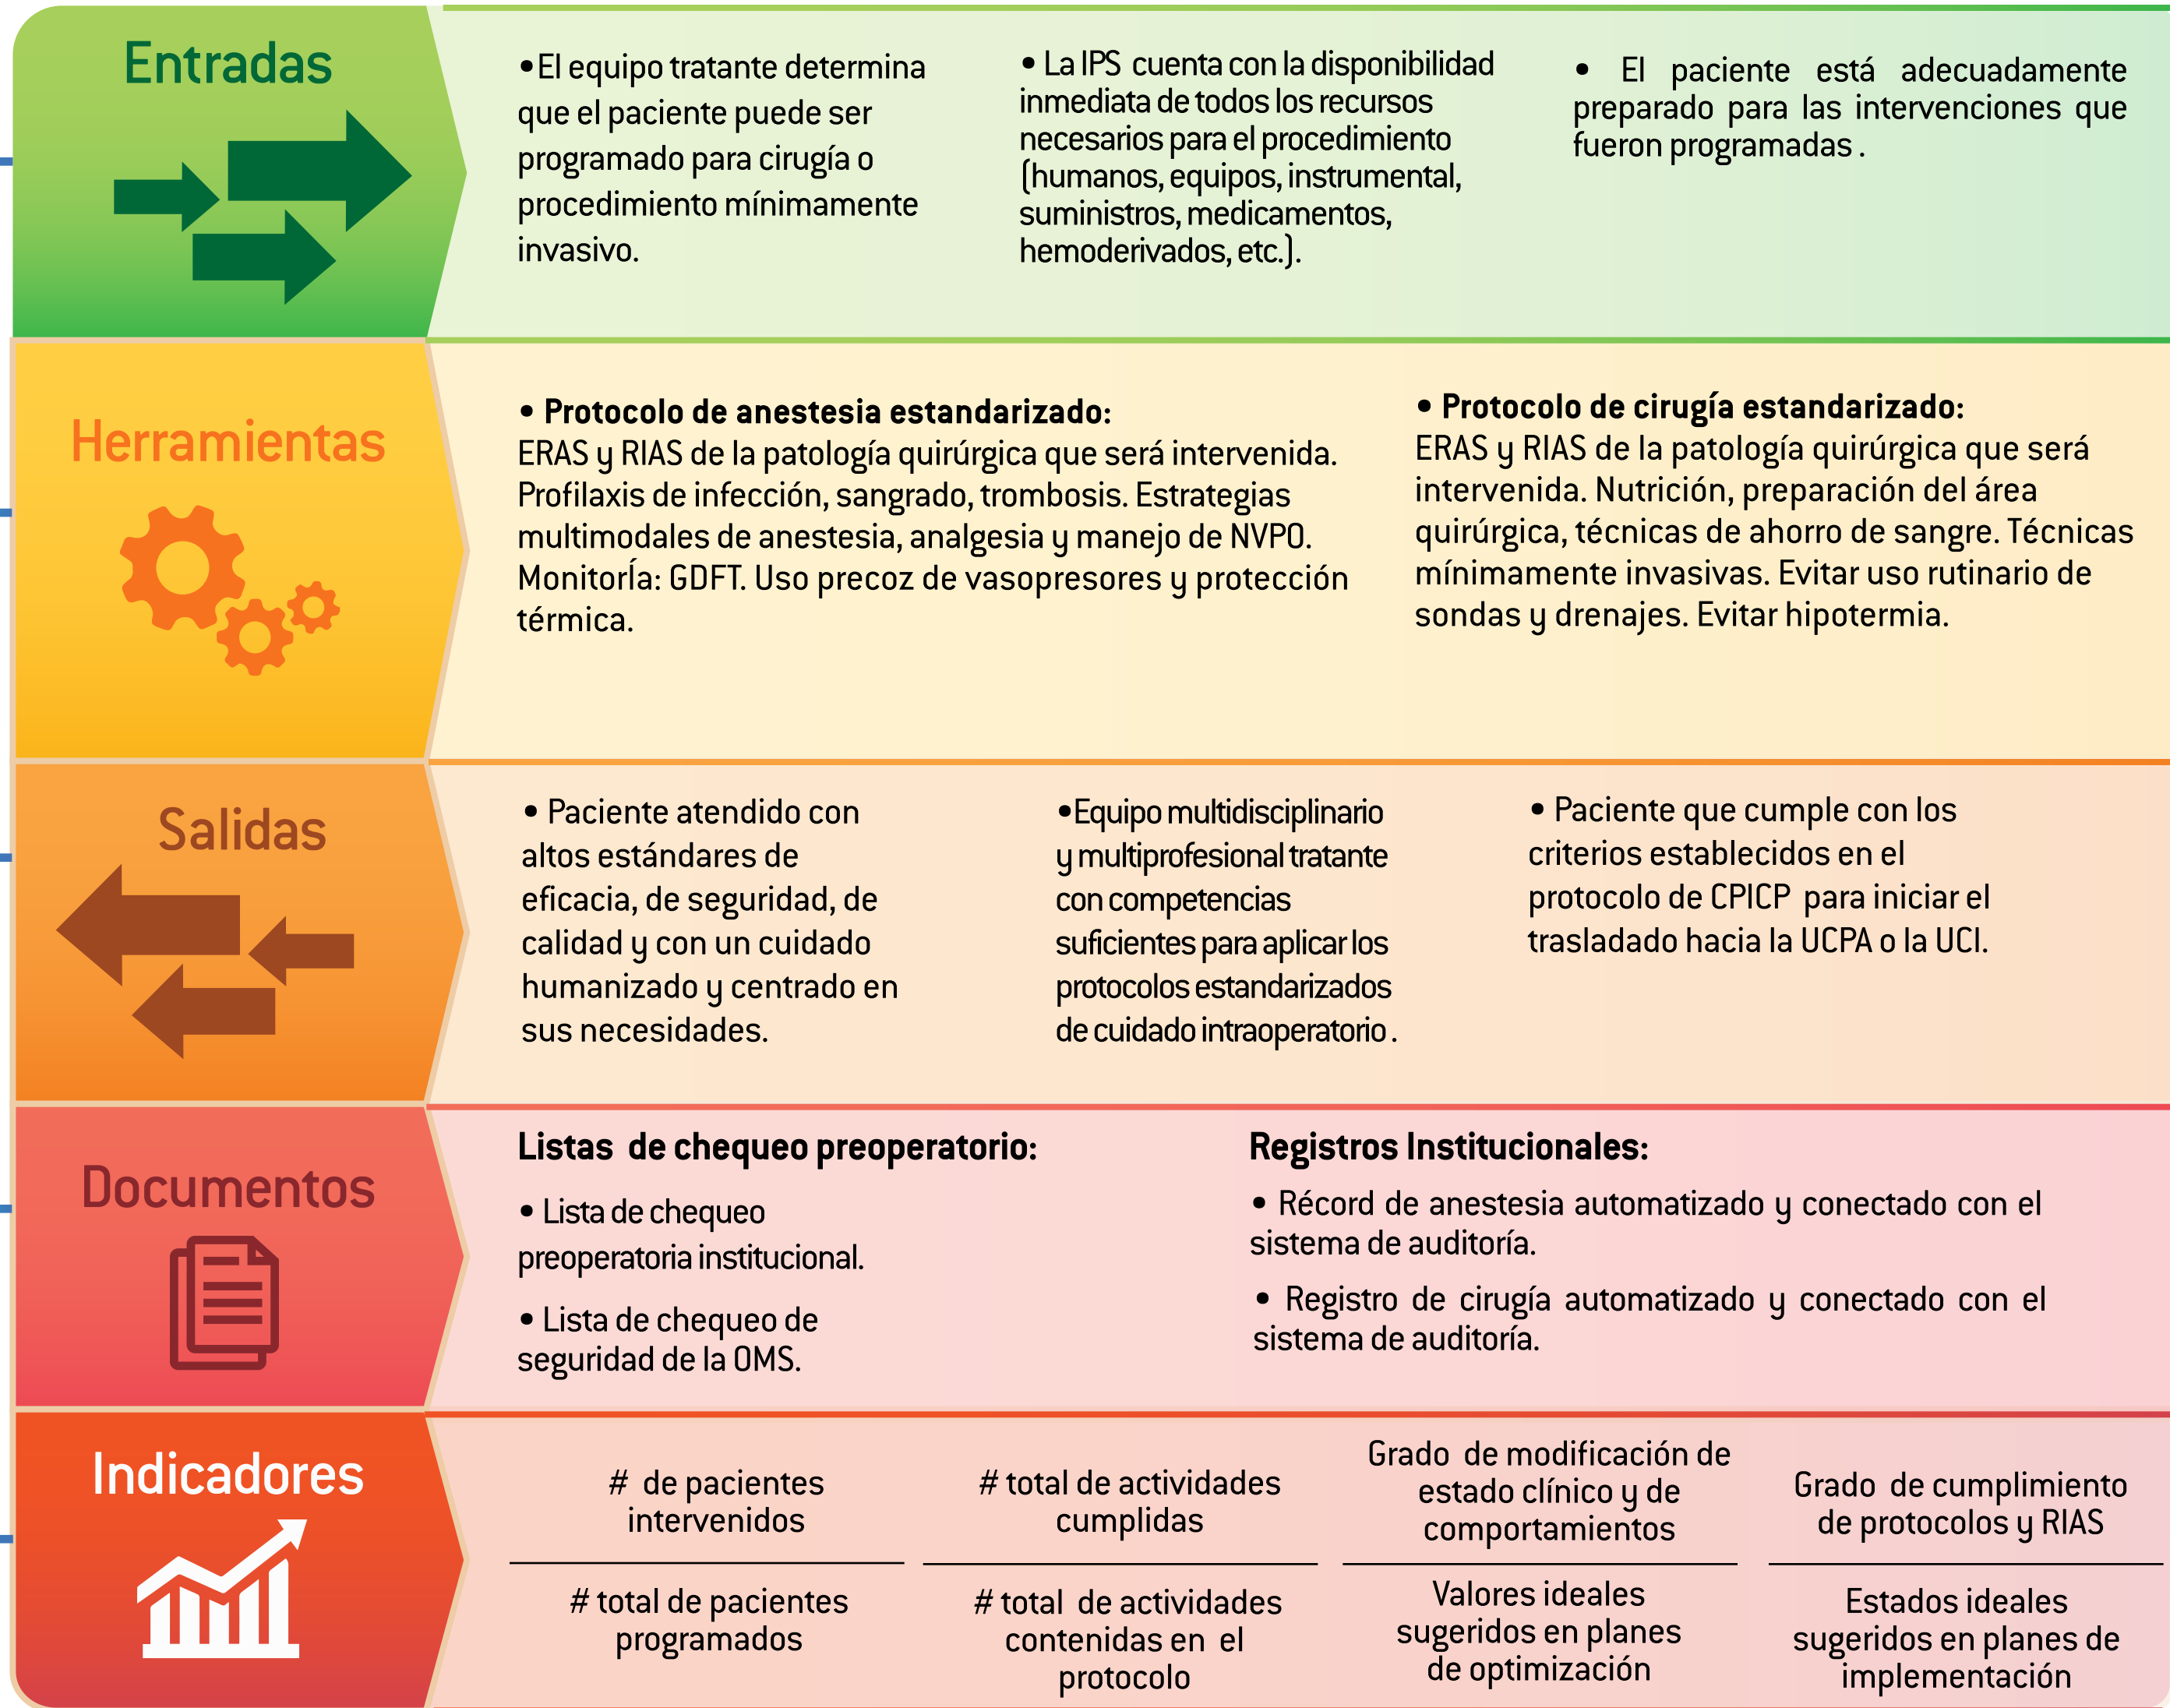 Entradas
•El equipo tratante determina
que el paciente puede ser
programado para cirugía o
procedimiento mínimamente
invasivo.
• La IPS cuenta con la disponibilidad
inmediata de todos los recursos
necesarios para el procedimiento
(humanos, equipos, instrumental,
suministros, medicamentos,
hemoderivados, etc.).
• El paciente está adecuadamente
preparado para las intervenciones que
fueron programadas .
Herramientas
• Protocolo de anestesia estandarizado:
ERAS y RIAS de la patología quirúrgica que será intervenida.
Profilaxis de infección, sangrado, trombosis. Estrategias
multimodales de anestesia, analgesia y manejo de NVPO.
MonitorÍa: GDFT. Uso precoz de vasopresores y protección
térmica.
• Protocolo de cirugía estandarizado:
ERAS y RIAS de la patología quirúrgica que será
intervenida. Nutrición, preparación del área
quirúrgica, técnicas de ahorro de sangre. Técnicas
mínimamente invasivas. Evitar uso rutinario de
sondas y drenajes. Evitar hipotermia.
Salidas
• Paciente atendido con
altos estándares de
eficacia, de seguridad, de
calidad y con un cuidado
humanizado y centrado en
sus necesidades.
•Equipo multidisciplinario
y multiprofesional tratante
con competencias
suficientes para aplicar los
protocolos estandarizados
de cuidado intraoperatorio .
• Paciente que cumple con los
criterios establecidos en el
protocolo de CPICP para iniciar el
trasladado hacia la UCPA o la UCI.
Documentos
Listas de chequeo preoperatorio:
• Lista de chequeo
preoperatoria institucional.
• Lista de chequeo de
seguridad de la OMS.
Registros Institucionales:
• Récord de anestesia automatizado y conectado con el
sistema de auditoría.
• Registro de cirugía automatizado y conectado con el
sistema de auditoría.
Indicadores
# de pacientes
intervenidos
# total de pacientes
programados
# total de actividades
cumplidas
# total de actividades
contenidas en el
protocolo
Grado de modificación de
estado clínico y de
comportamientos
Valores ideales
sugeridos en planes
de optimización
Grado de cumplimiento
de protocolos y RIAS
Estados ideales
sugeridos en planes de
implementación